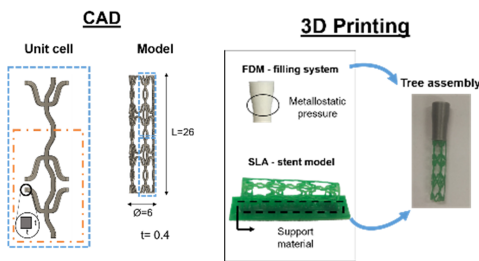 CAD
3D Printing
Unit cell
Model
L=26
Ø=6
t= 0.4
t
t
FDM - filling system
Metallostatic
pressure
SLA - stent model
Support
material
Tree assembly